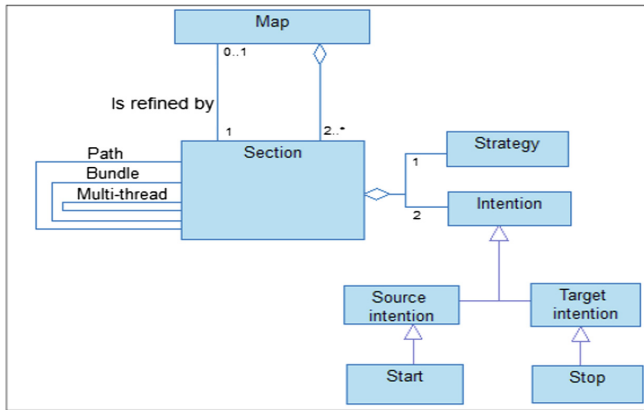 Map
0..1
Is refined by
1
2..*
Section
Path
Bundle
Multi-thread
Strategy
1
Intention
2
Source
intention
Target
intention
Start
Stop